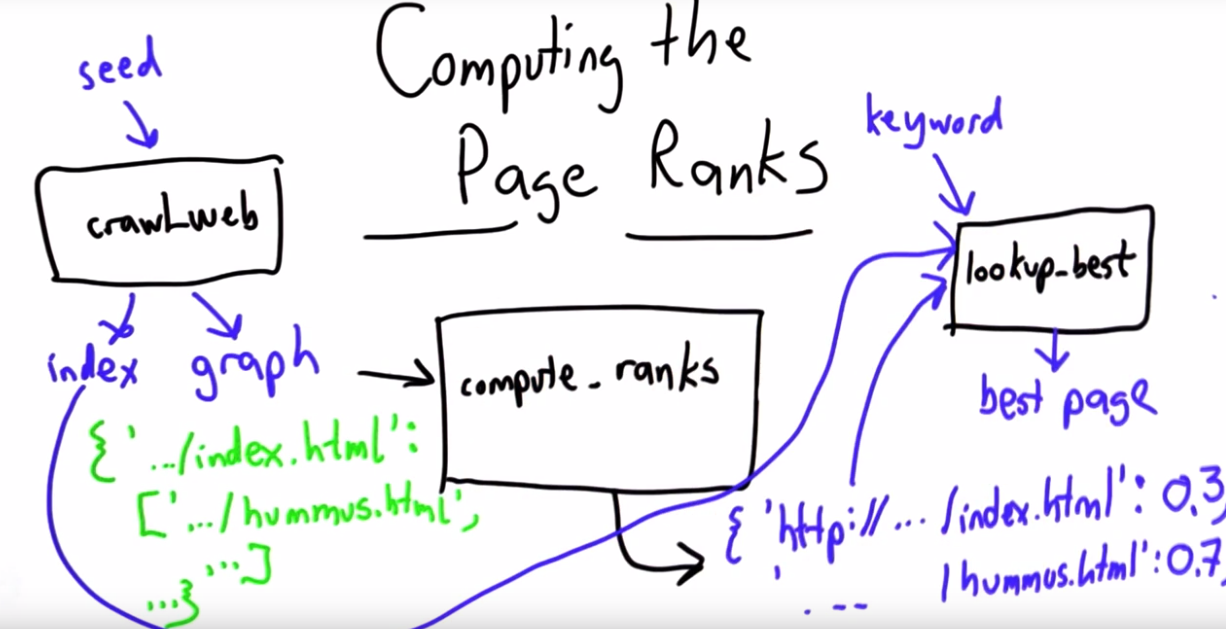 Computing the
Page Ranks
seed
crawl_web
index
graph
{'.../index.html':
['.../hummus.html',
...]
...}
compute_ranks
keyword
lookup_best
best page
{'http://... /index.html': 0.3,
/hummus.html': 0.7,
. --